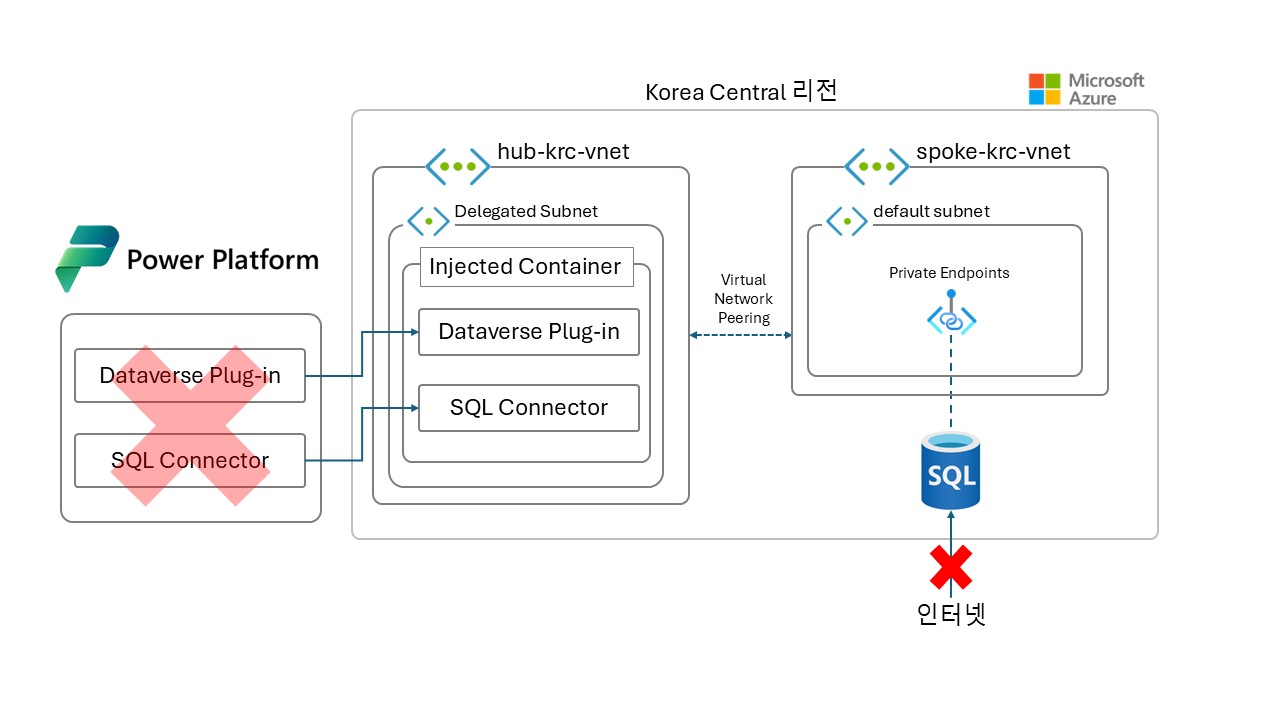 Korea Central 리전
Microsoft
Azure
hub-krc-vnet
spoke-krc-vnet
Delegated Subnet
default subnet
Power Platform
Injected Container
Private Endpoints
Virtual
Network
Peering
Dataverse Plug-in
Dataverse Plug-in
SQL Connector
SQL Connector
SQL
인터넷